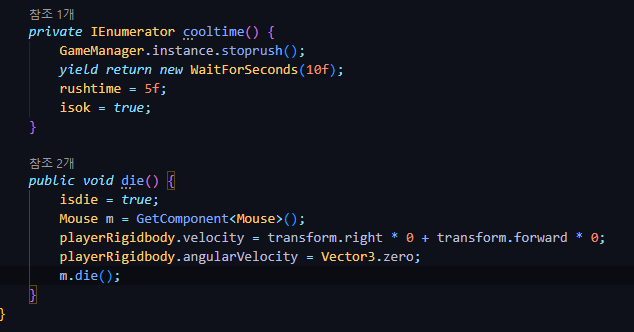 참조 1개
private IEnumerator cooltime() {
GameManager.instance.stoprush();
yield return new WaitForSeconds(10f);
rushtime = 5f;
isok = true;
}
참조 2개
public void die() {
isdie = true;
Mouse m = GetComponent<Mouse>();
playerRigidbody.velocity = transform.right * 0 + transform.forward * 0;
playerRigidbody.angularVelocity = Vector3.zero;
m.die();
}
}